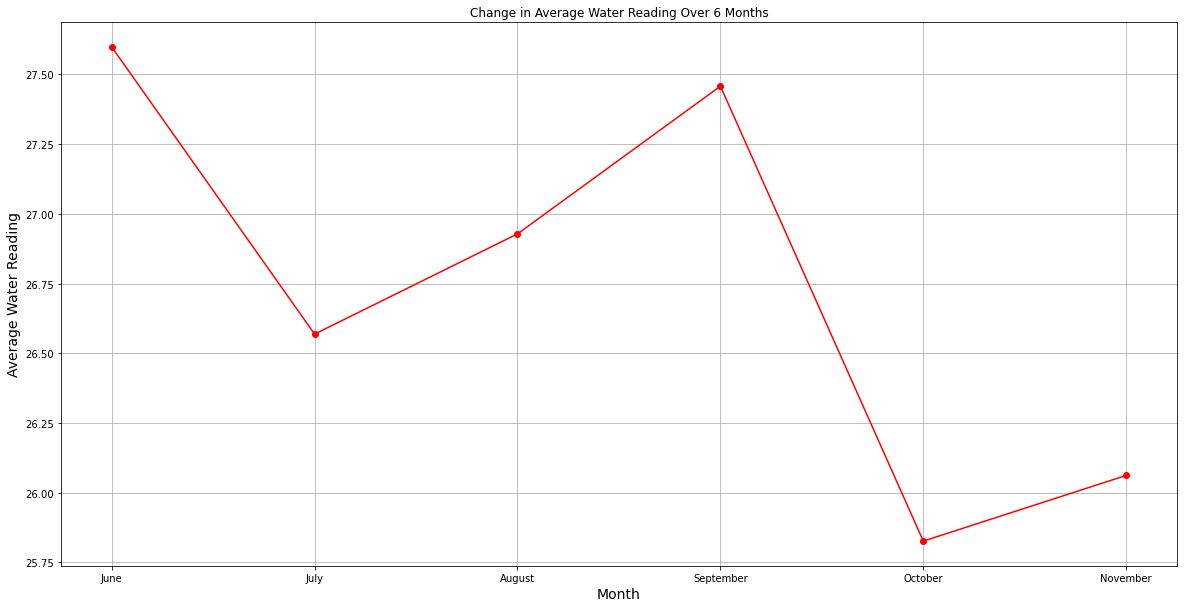 Change in Average Water Reading Over 6 Months
27.50
27.25
27.00
26.75
26.50
26.25
26.00
25.75
Average Water Reading
June July August September October November
Month